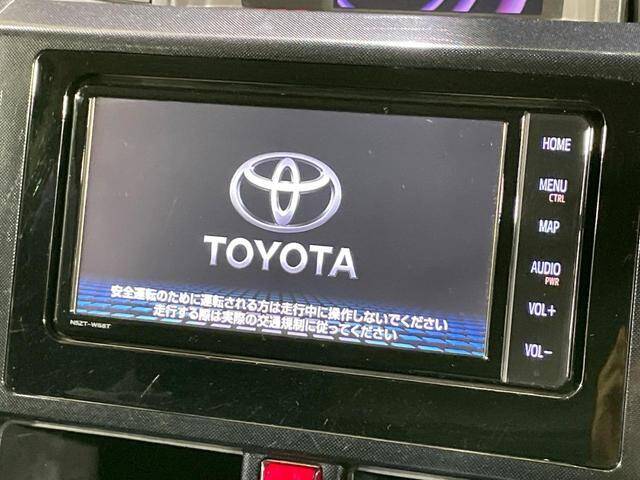 TOYOTA
安全運転のために運転される方は走行中に操作しないでください
走行する際は実際の交通規制に従ってください
NSZT-W68T
HOME
MENU
CTRL
MAP
AUDIO
PWR
VOL+
VOL-